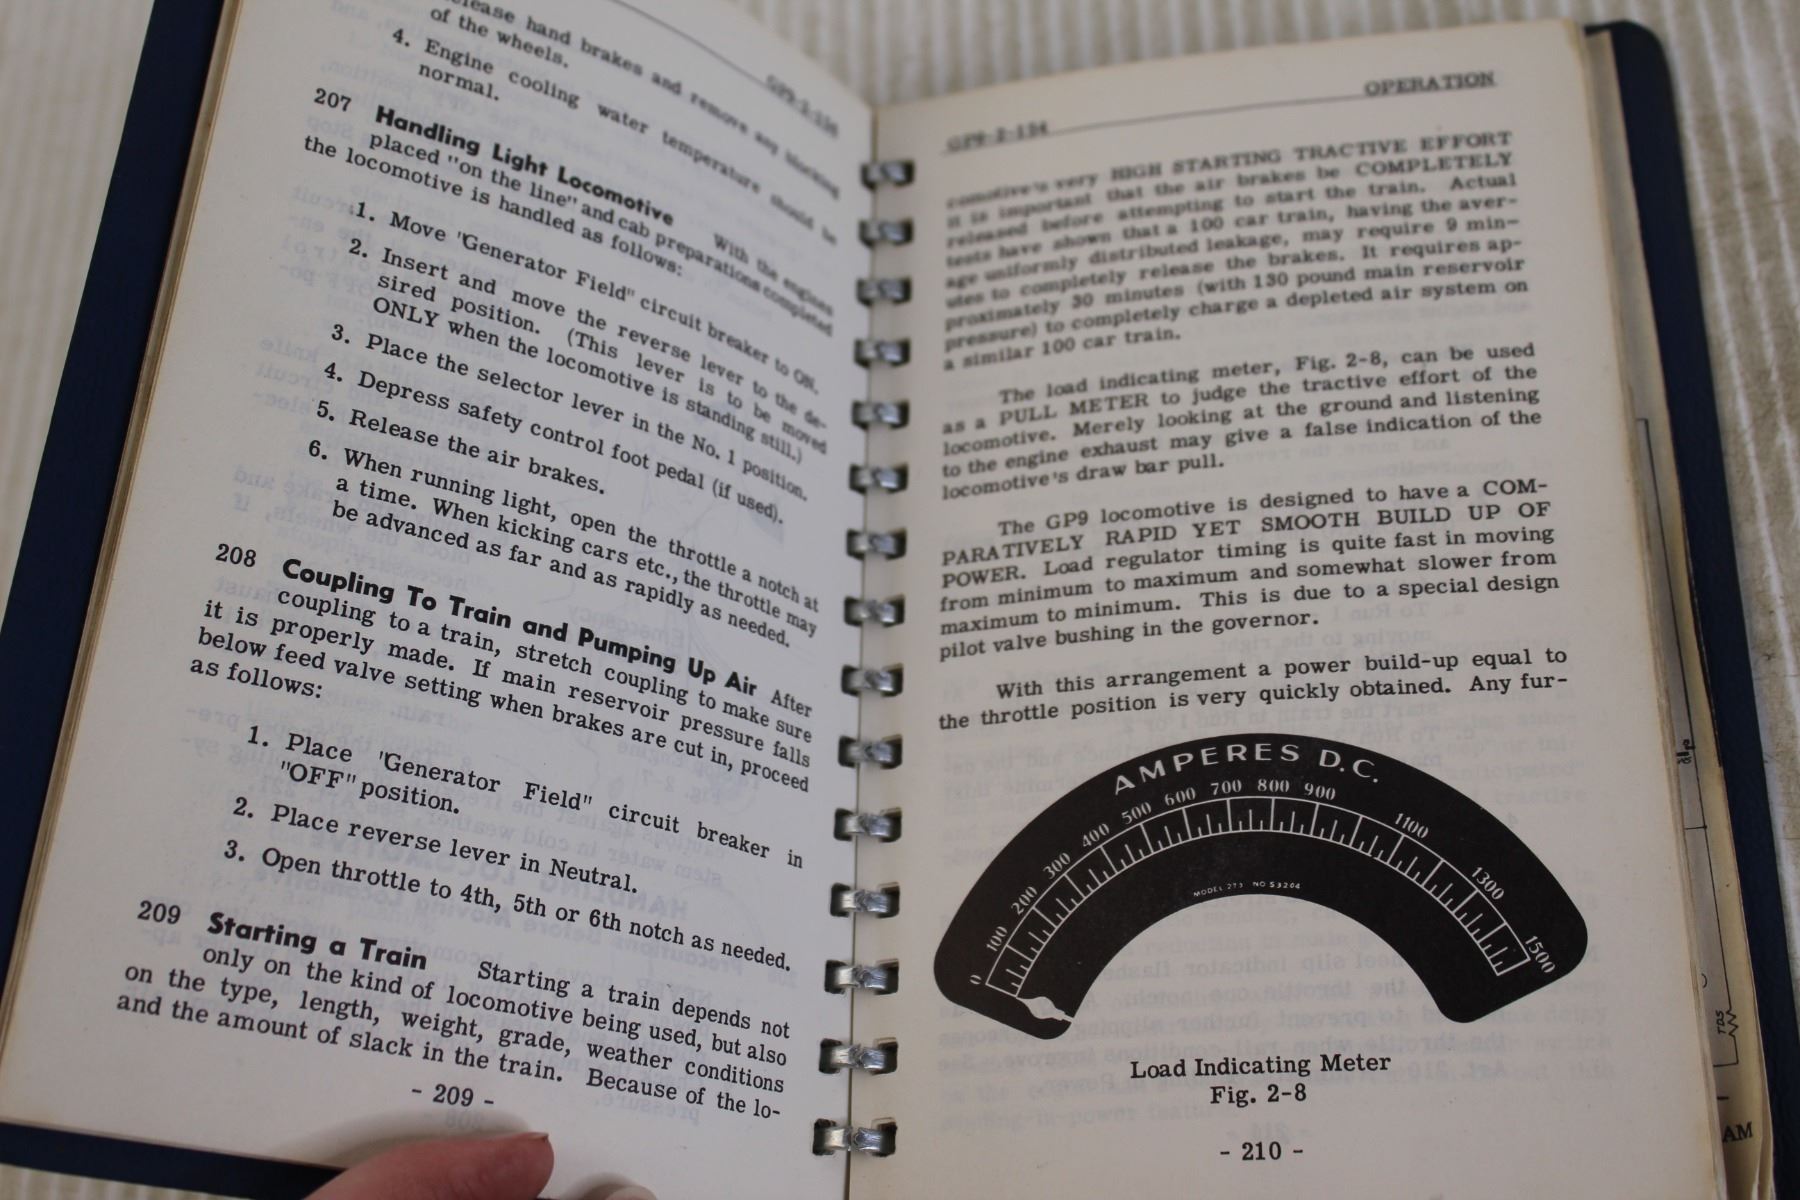 GP9-2-154
release hand brakes and remove any blocking
of the wheels.
4. Engine cooling water temperature should be
normal.
207 Handling Light Locomotive With the engines
placed "on the line" and cab preparations completed
the locomotive is handled as follows:
1. Move "Generator Field" circuit breaker to ON.
2. Insert and move the reverse lever to the de-
sired position. (This lever is to be moved
ONLY when the locomotive is standing still.)
3. Place the selector lever in the No. 1 position.
4. Depress safety control foot pedal (if used).
5. Release the air brakes.
6. When running light, open the throttle a notch at
a time. When kicking cars etc., the throttle may
be advanced as far and as rapidly as needed.
208 Coupling To Train and Pumping Up Air After
coupling to a train, stretch coupling to make sure
it is properly made. If main reservoir pressure falls
below feed valve setting when brakes are cut in, proceed
as follows:
1. Place "Generator Field" circuit breaker in
"OFF" position.
2. Place reverse lever in Neutral.
3. Open throttle to 4th, 5th or 6th notch as needed.
209 Starting a Train Starting a train depends not
only on the kind of locomotive being used, but also
on the type, length, weight, grade, weather conditions
and the amount of slack in the train. Because of the lo-
- 209 -
OPERATION
GP9-2-154
comotive's very HIGH STARTING TRACTIVE EFFORT
it is important that the air brakes be COMPLETELY
released before attempting to start the train. Actual
tests have shown that a 100 car train, having the aver-
age uniformly distributed leakage, may require 9 min-
utes to completely release the brakes. It requires ap-
proximately 30 minutes (with 130 pound main reservoir
pressure) to completely charge a depleted air system on
a similar 100 car train.
The load indicating meter, Fig. 2-8, can be used
as a PULL METER to judge the tractive effort of the
locomotive. Merely looking at the ground and listening
to the engine exhaust may give a false indication of the
locomotive's draw bar pull.
The GP9 locomotive is designed to have a COM-
PARATIVELY RAPID YET SMOOTH BUILD UP OF
POWER. Load regulator timing is quite fast in moving
from minimum to maximum and somewhat slower from
maximum to minimum. This is due to a special design
pilot valve bushing in the governor.
With this arrangement a power build-up equal to
the throttle position is very quickly obtained. Any fur-
AMPERES D.C.
0 100 200 300 400 500 600 700 800 900 1100 1300 1500
MODEL 273 NO 53204
Load Indicating Meter
Fig. 2-8
- 210 -
TDS
AM